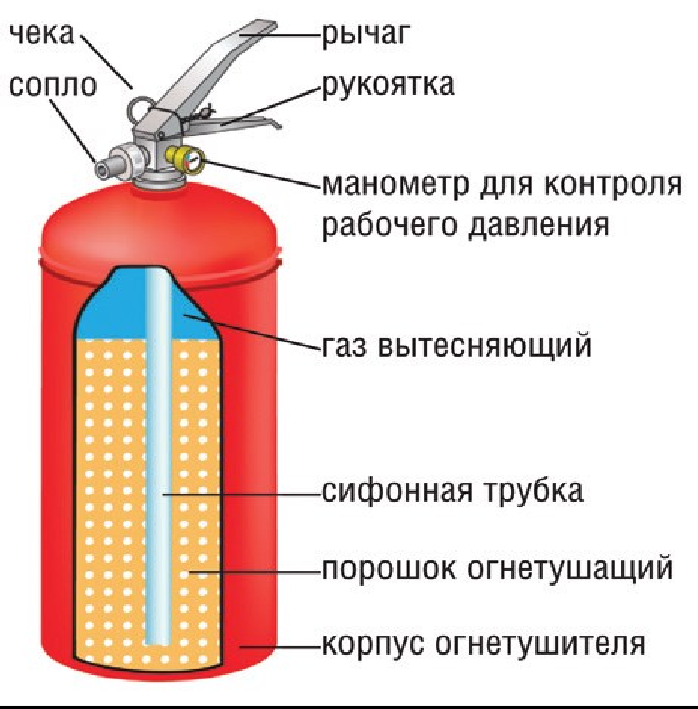 чека
рычаг
сопло
рукоятка
манометр для контроля
рабочего давления
газ вытесняющий
сифонная трубка
порошок огнетушащий
корпус огнетушителя